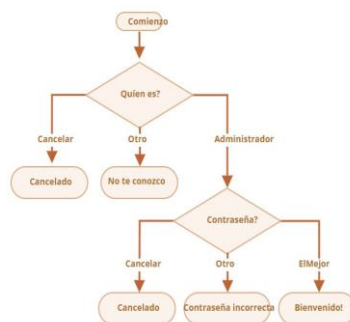 Comienzo
Quien es?
Cancelar
Otro
Administrador
Cancelado
No te conozco
Contraseña?
Cancelar
Otro
ElMejor
Cancelado
Contraseña incorrecta
Bienvenido!